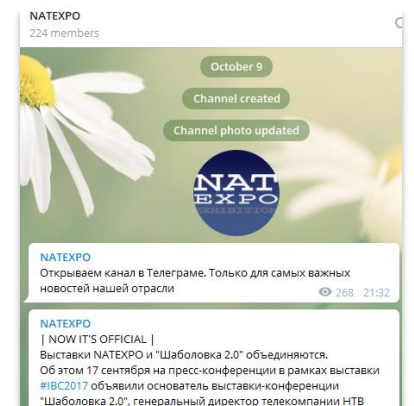 NATEXPO
224 members
October 9
Channel created
Channel photo updated
NAT
EXPO
EXHIBITION
NATEXPO
Открываем канал в Телеграме. Только для самых важных
новостей нашей отрасли
268 21:32
NATEXPO
| NOW IT'S OFFICIAL |
Выставки NATEXPO и "Шаболовка 2.0" объединяются.
Об этом 17 сентября на пресс-конференции в рамках выставки
#IBC2017 объявили основатель выставки-конференции
"Шаболовка 2.0", генеральный директор телекомпании НТВ